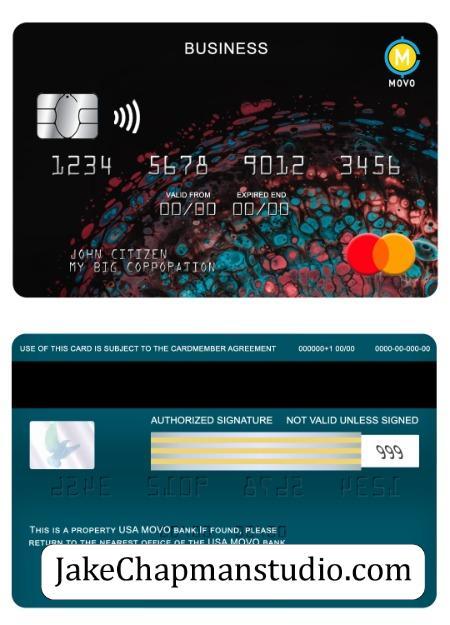 BUSINESS
M
MOVO
1234 5678 9012 3456
VALID FROM EXPIRED END
00/00 00/00
JOHN CITIZEN
MY BIG COPPORATION
USE OF THIS CARD IS SUBJECT TO THE CARDMEMBER AGREEMENT 000000+1 00/00 0000-00-000-00
AUTHORIZED SIGNATURE NOT VALID UNLESS SIGNED
999
THIS IS A PROPERTY USA MOVO BANK.IF FOUND, PLEASE
RETURN TO THE NEAREST OFFICE OF THE USA MOVO BANK
JakeChapmanstudio.com